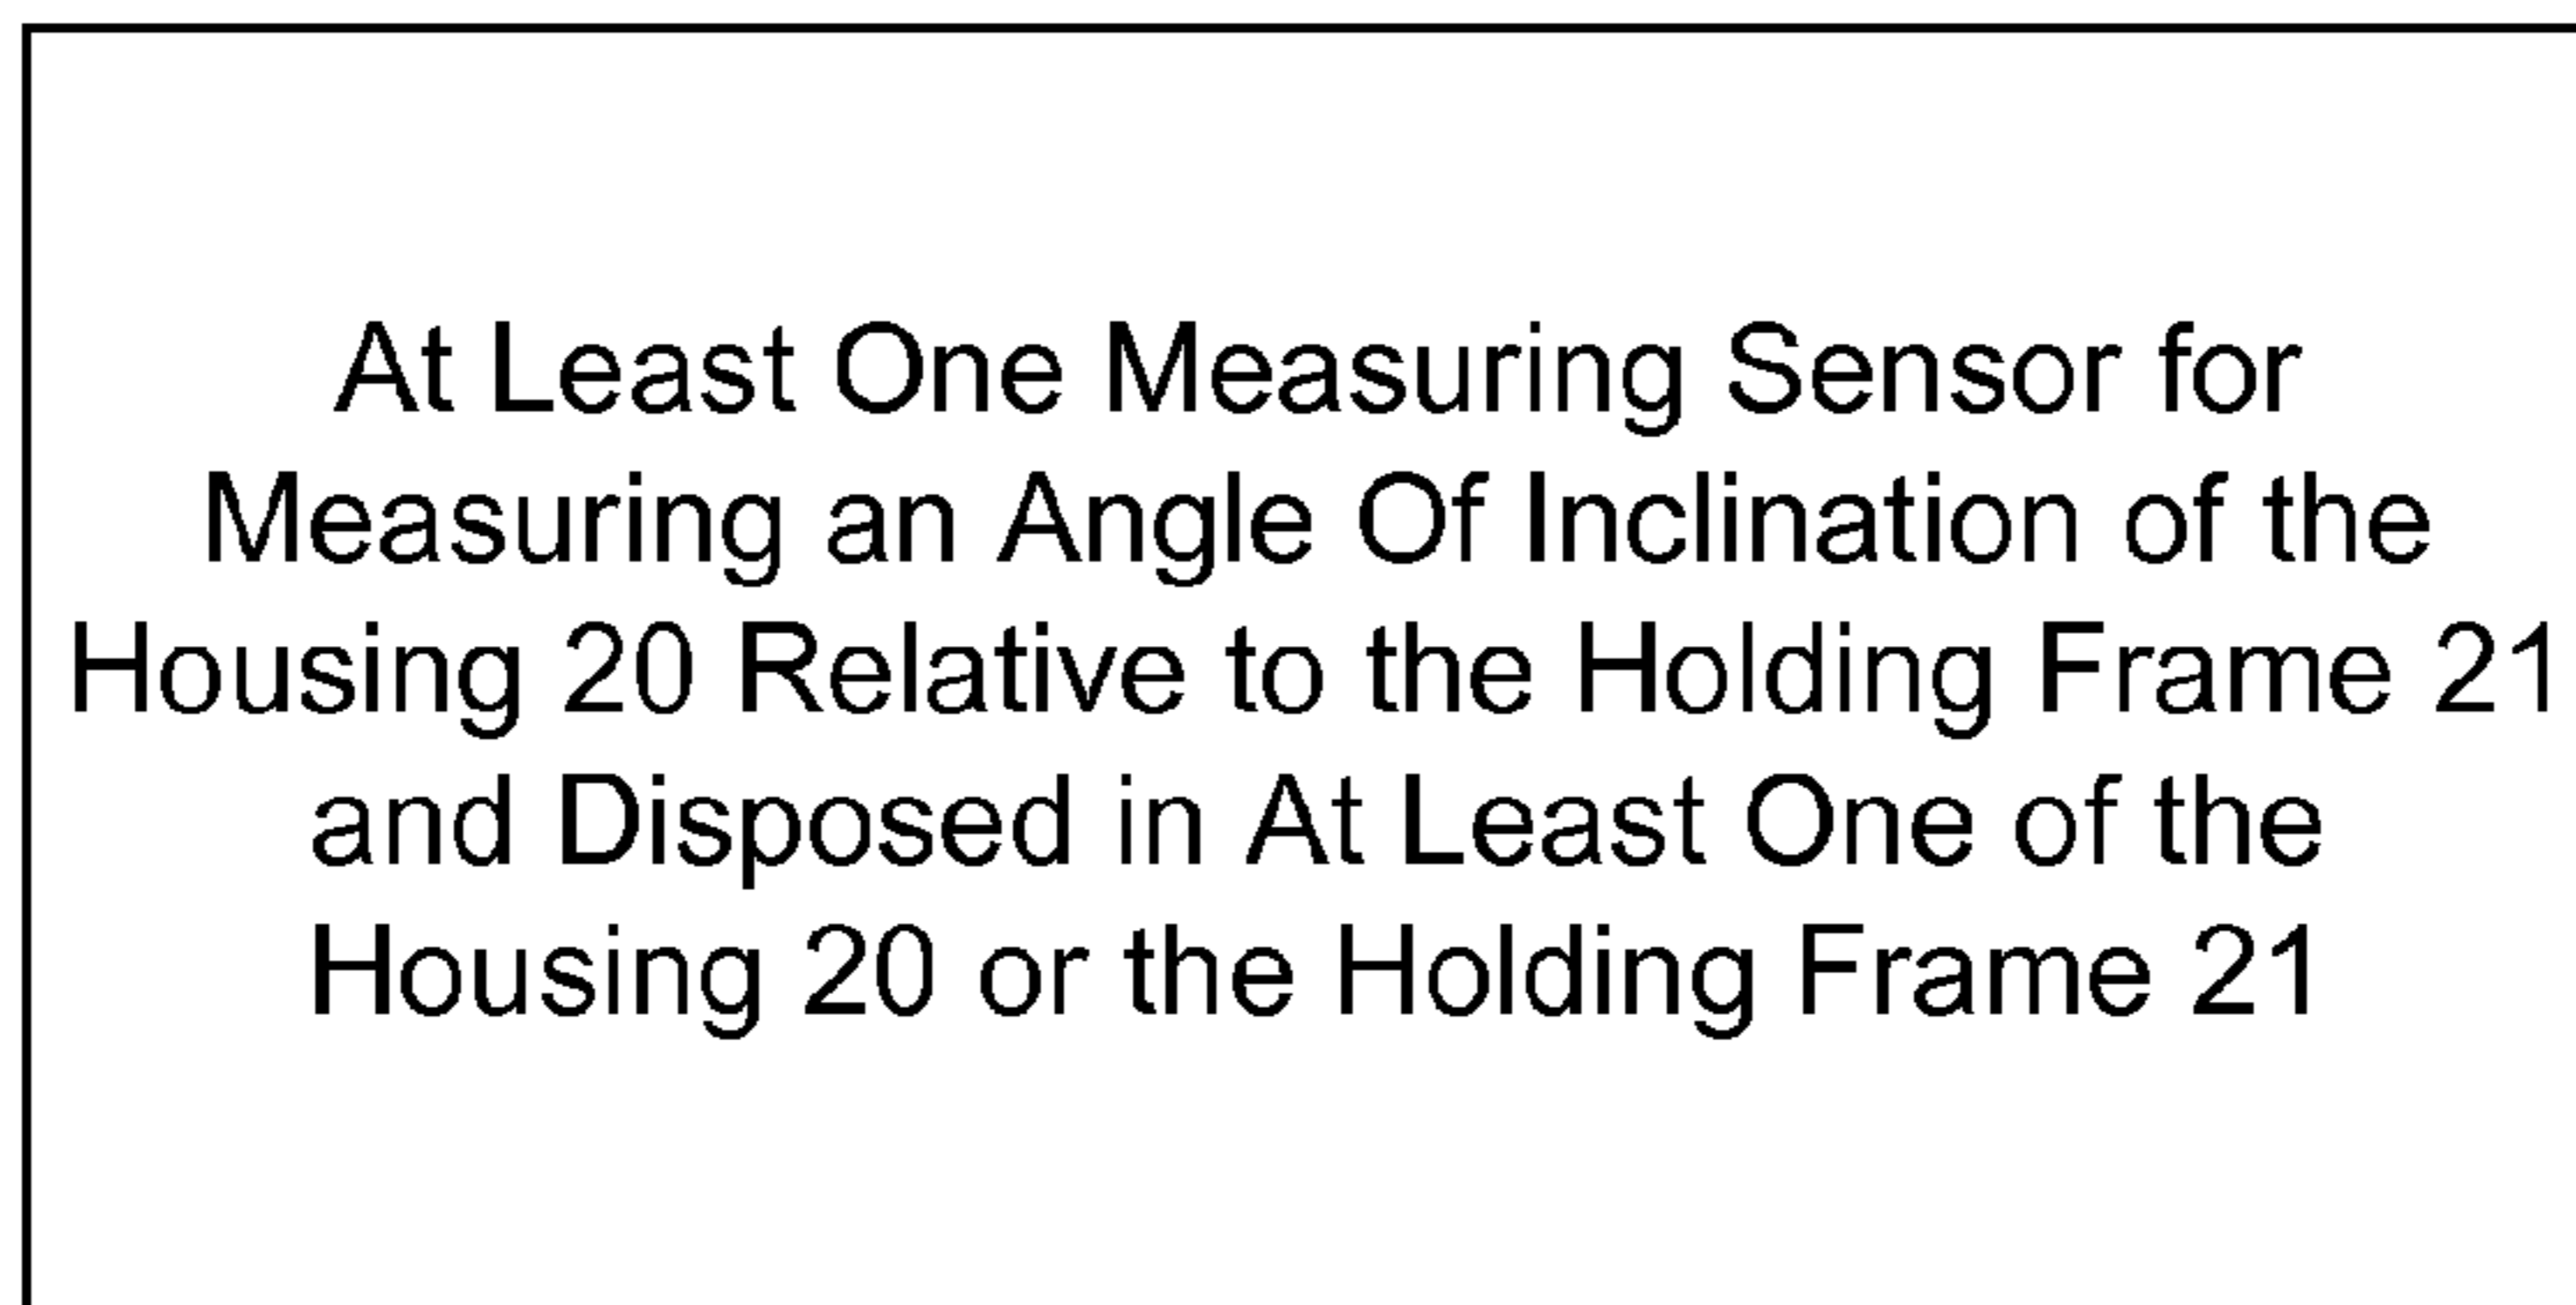 At Least One Measuring Sensor for
Measuring an Angle Of Inclination of the
Housing 20 Relative to the Holding Frame 21
and Disposed in At Least One of the
Housing 20 or the Holding Frame 21